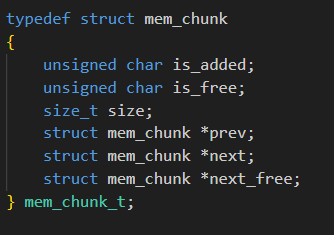 typedef struct mem_chunk
{
    unsigned char is_added;
    unsigned char is_free;
    size_t size;
    struct mem_chunk *prev;
    struct mem_chunk *next;
    struct mem_chunk *next_free;
} mem_chunk_t;